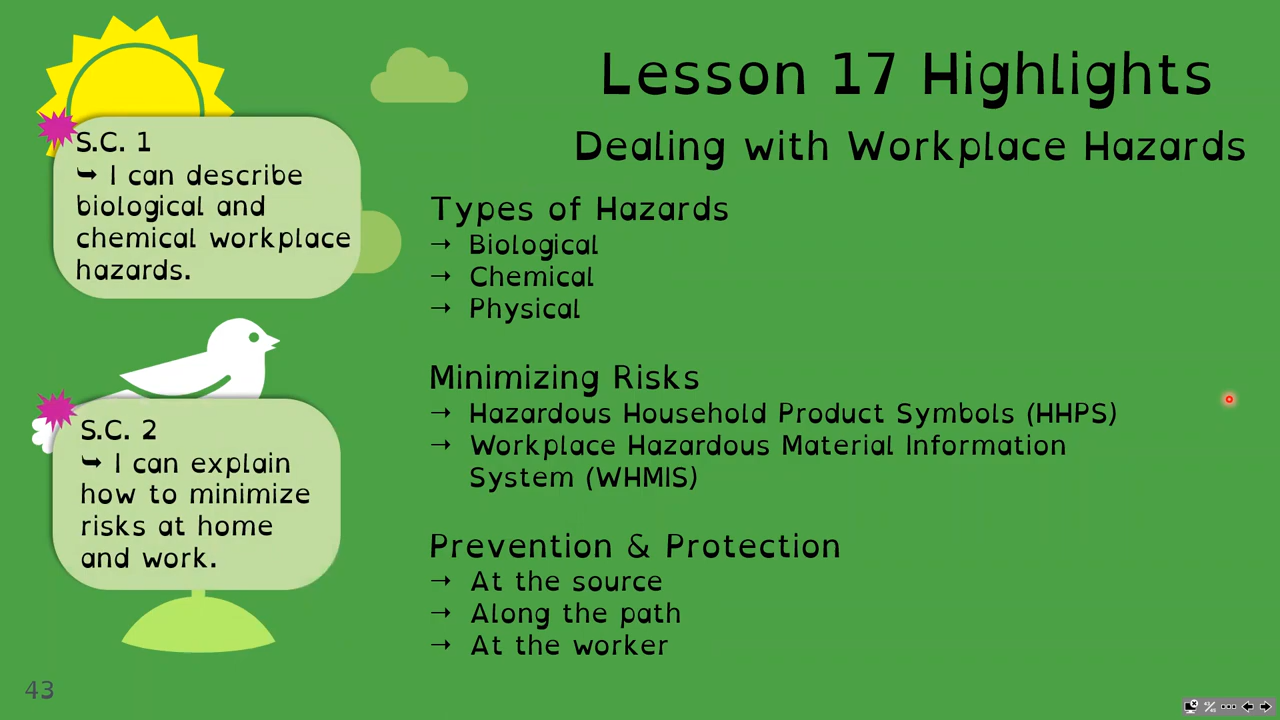 Lesson 17 Highlights
Dealing with Workplace Hazards
S.C. 1
➥ I can describe
biological and
chemical workplace
hazards.
S.C. 2
➥ I can explain
how to minimize
risks at home
and work.
Types of Hazards
→ Biological
→ Chemical
→ Physical
Minimizing Risks
→ Hazardous Household Product Symbols (HHPS)
→ Workplace Hazardous Material Information
System (WHMIS)
Prevention & Protection
→ At the source
→ Along the path
→ At the worker
43